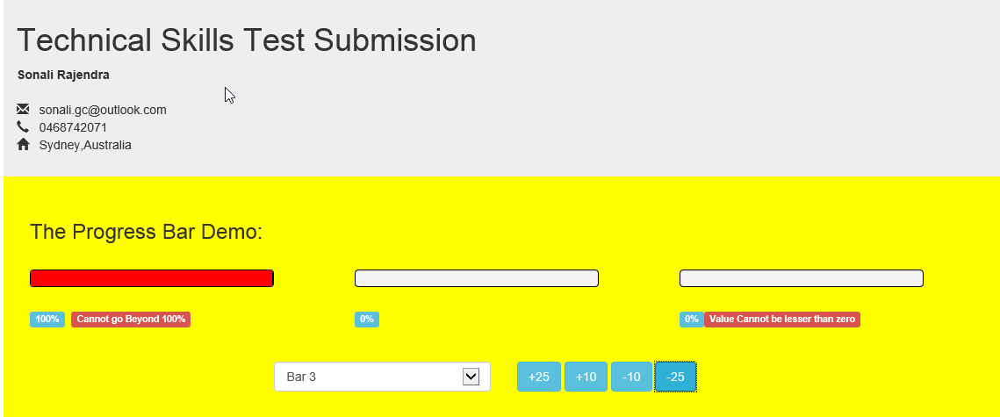 Technical Skills Test Submission
Sonali Rajendra
sonali.gc@outlook.com
0468742071
Sydney,Australia
The Progress Bar Demo:
100% Cannot go Beyond 100% 0% 0% Value Cannot be lesser than zero
Bar 3 +25 +10 -10 -25